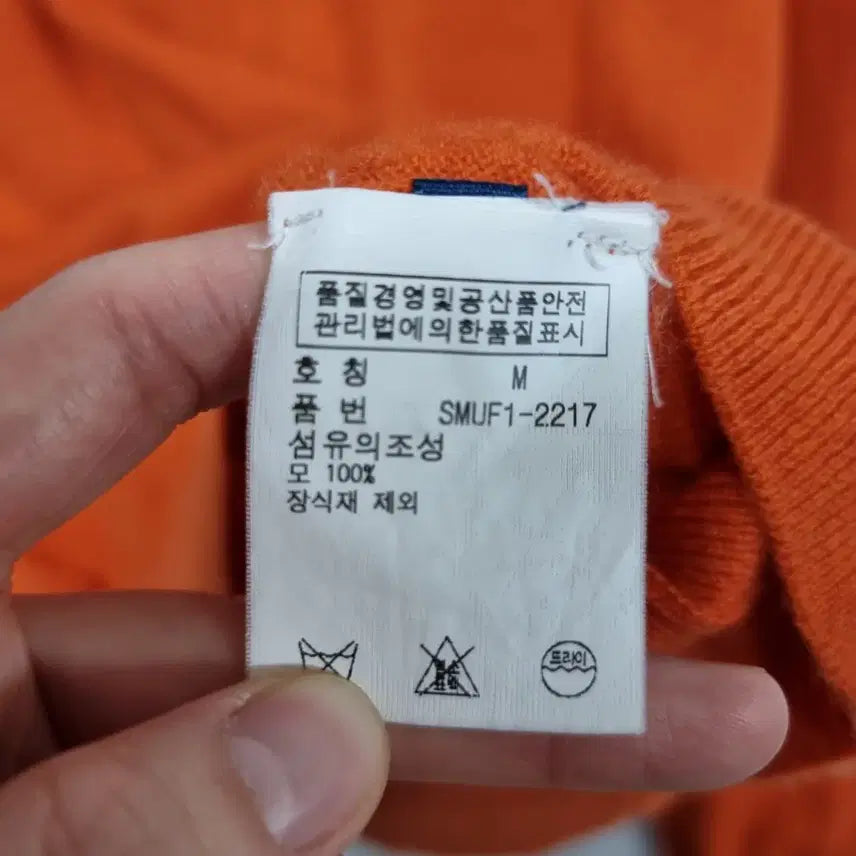 품질경영및공산품안전
관리법에의한품질표시
호 칭 M
품 번 SMUF1-2217
섬유의조성
모 100%
장식재 제외
드라이